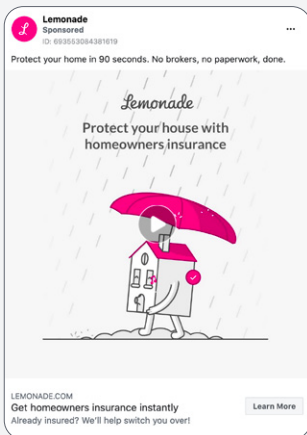 Lemonade
Sponsored
ID: 693553084381619
Protect your home in 90 seconds. No brokers, no paperwork, done.
Lemonade
Protect your house with
homeowners insurance
LEMONADE.COM
Get homeowners insurance instantly
Learn More
Already insured? We'll help switch you over!